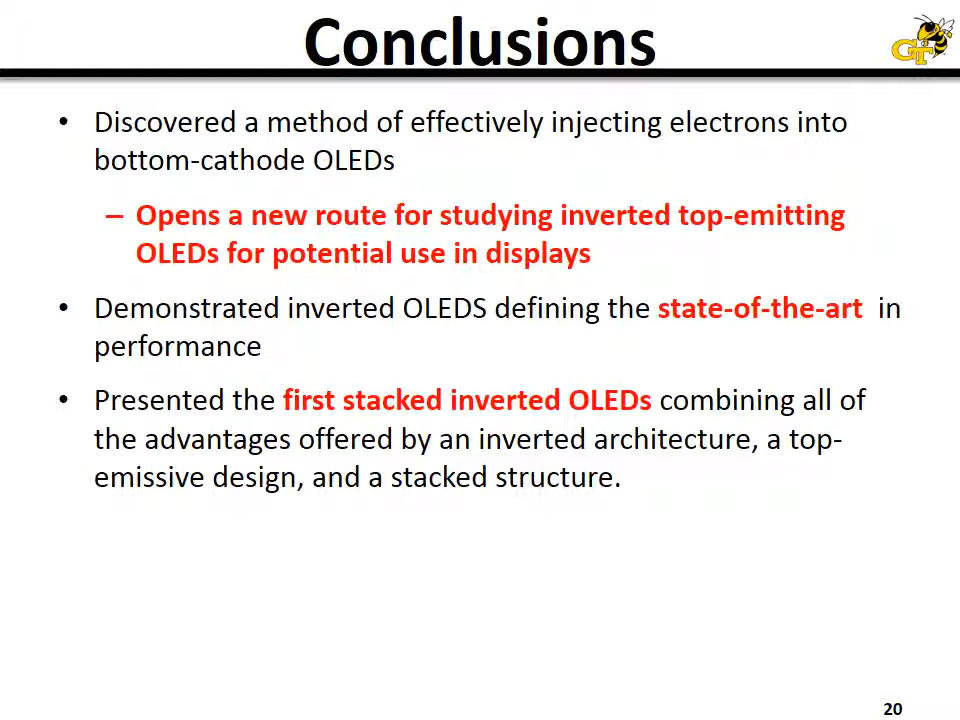 Conclusions
GT
• Discovered a method of effectively injecting electrons into
bottom-cathode OLEDs
– Opens a new route for studying inverted top-emitting
OLEDs for potential use in displays
• Demonstrated inverted OLEDS defining the state-of-the-art in
performance
• Presented the first stacked inverted OLEDs combining all of
the advantages offered by an inverted architecture, a top-
emissive design, and a stacked structure.
20